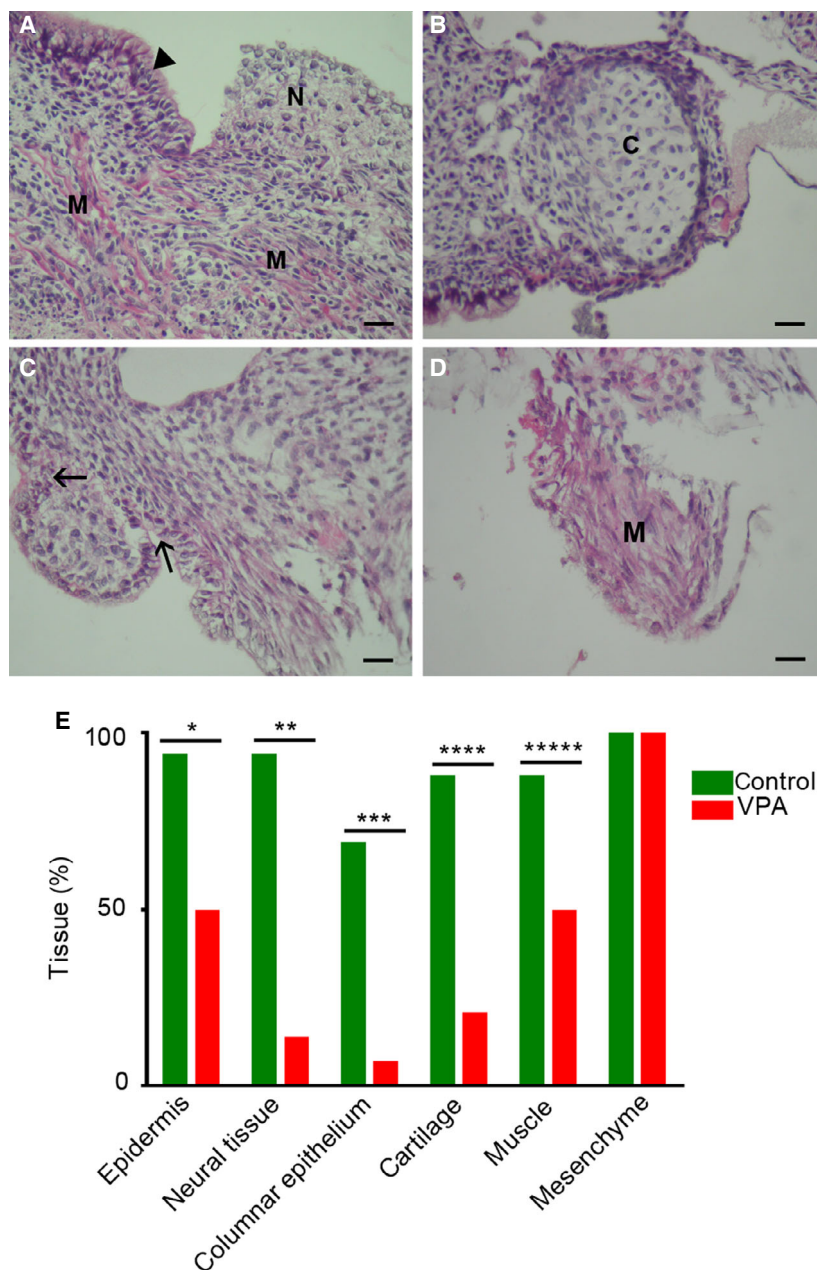 A
N
M
M
B
C
C
D
M
E
100
50
0
Tissue (%)
*
**
***
****
*****
Control
VPA
Epidermis
Neural tissue
Columnar epithelium
Cartilage
Muscle
Mesenchyme